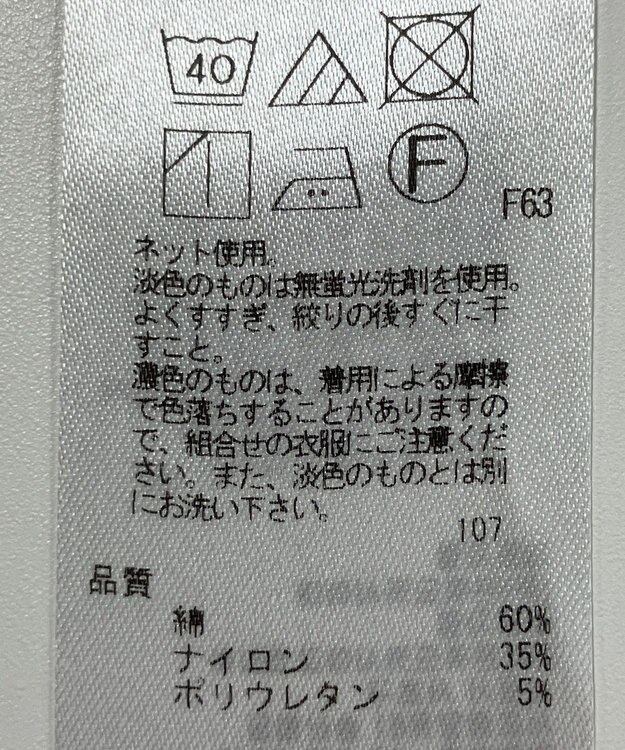 40
F
F63
ネット使用。
淡色のものは無蛍光洗剤を使用。
よくすすぎ、絞りの後すぐに干
すこと。
濃色のものは、着用による摩擦
で色落ちすることがありますの
で、組合せの衣服にご注意くだ
さい。また、淡色のものとは別
にお洗い下さい。
107
品質
綿 60%
ナイロン 35%
ポリウレタン 5%